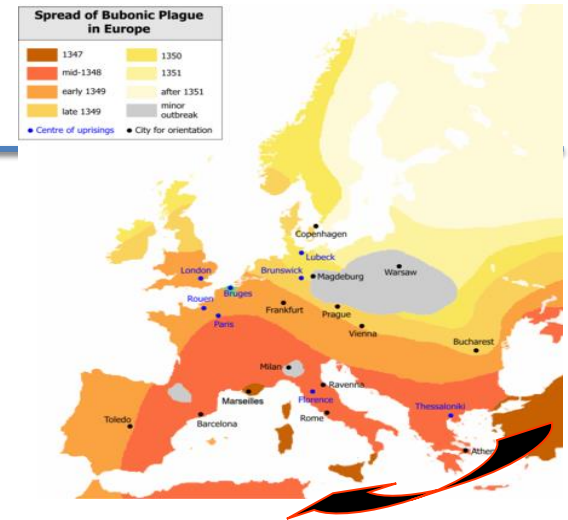 Spread of Bubonic Plague
in Europe
1347
mid-1348
early 1349
late 1349
1350
1351
after 1351
minor
outbreak
Centre of uprisings
City for orientation
Copenhagen
Lubeck
London
Brunswick
Magdeburg
Warsaw
Bruges
Rouen
Frankfurt
Prague
Paris
Vienna
Bucharest
Milan
Ravenna
Marseilles
Florence
Toledo
Barcelona
Rome
Thessaloniki
Athen